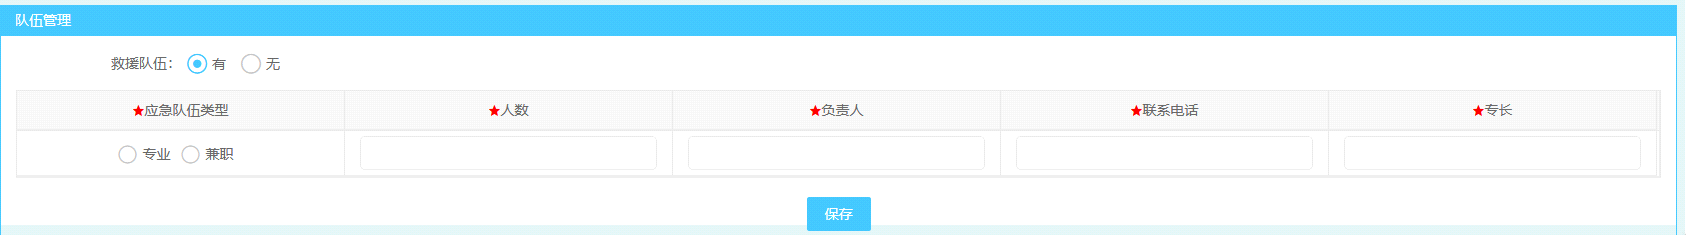 队伍管理
救援队伍： 有 无
★应急队伍类型 ★人数 ★负责人 ★联系电话 ★专长
专业 兼职
保存